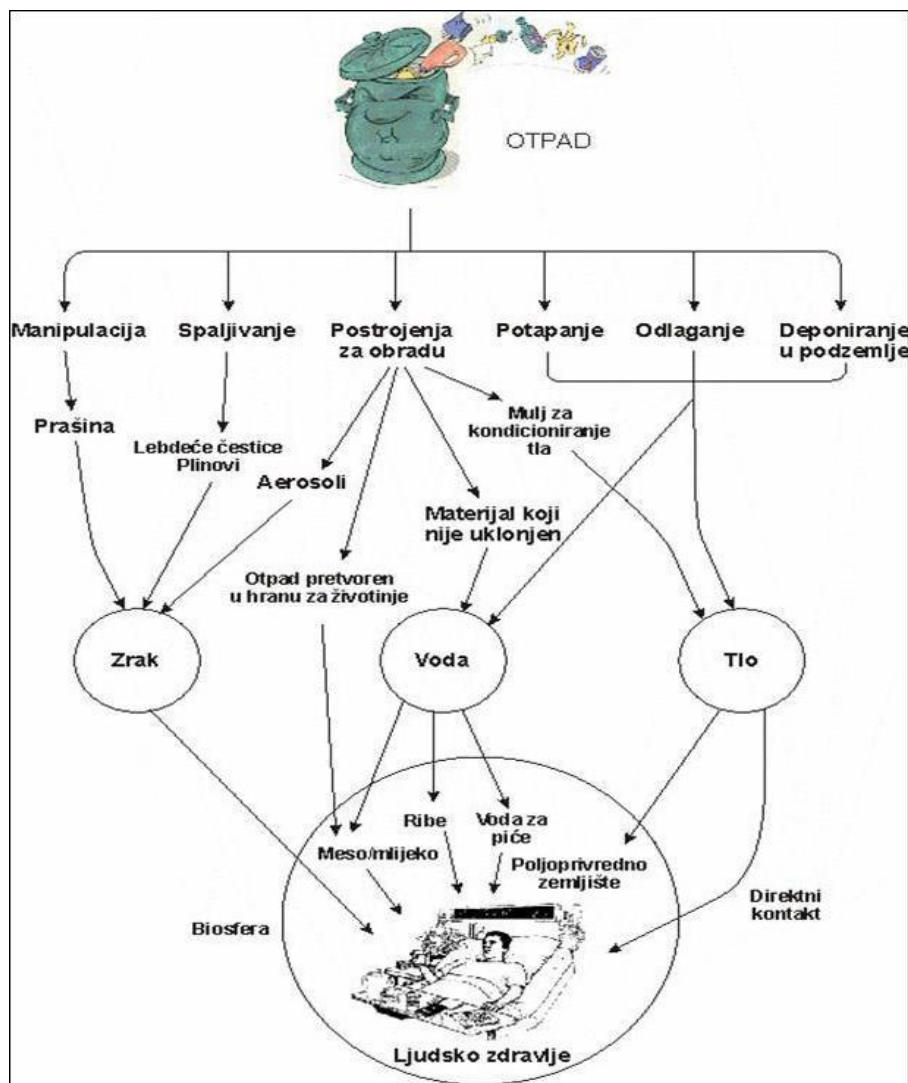 OTPAD
Manipulacija
Spaljivanje
Postrojenja
za obradu
Potapanje
Odlaganje
Deponiranje
u podzemlje
Prašina
Lebdeće čestice
Plinovi
Aerosoli
Mulj za
kondicioniranje
tla
Materijal koji
nije uklonjen
Otpad pretvoren
u hranu za životinje
Zrak
Voda
Tlo
Ribe
Voda za
piće
Meso/mlijeko
Poljoprivredno
zemljište
Direktni
kontakt
Biosfera
Ljudsko zdravlje